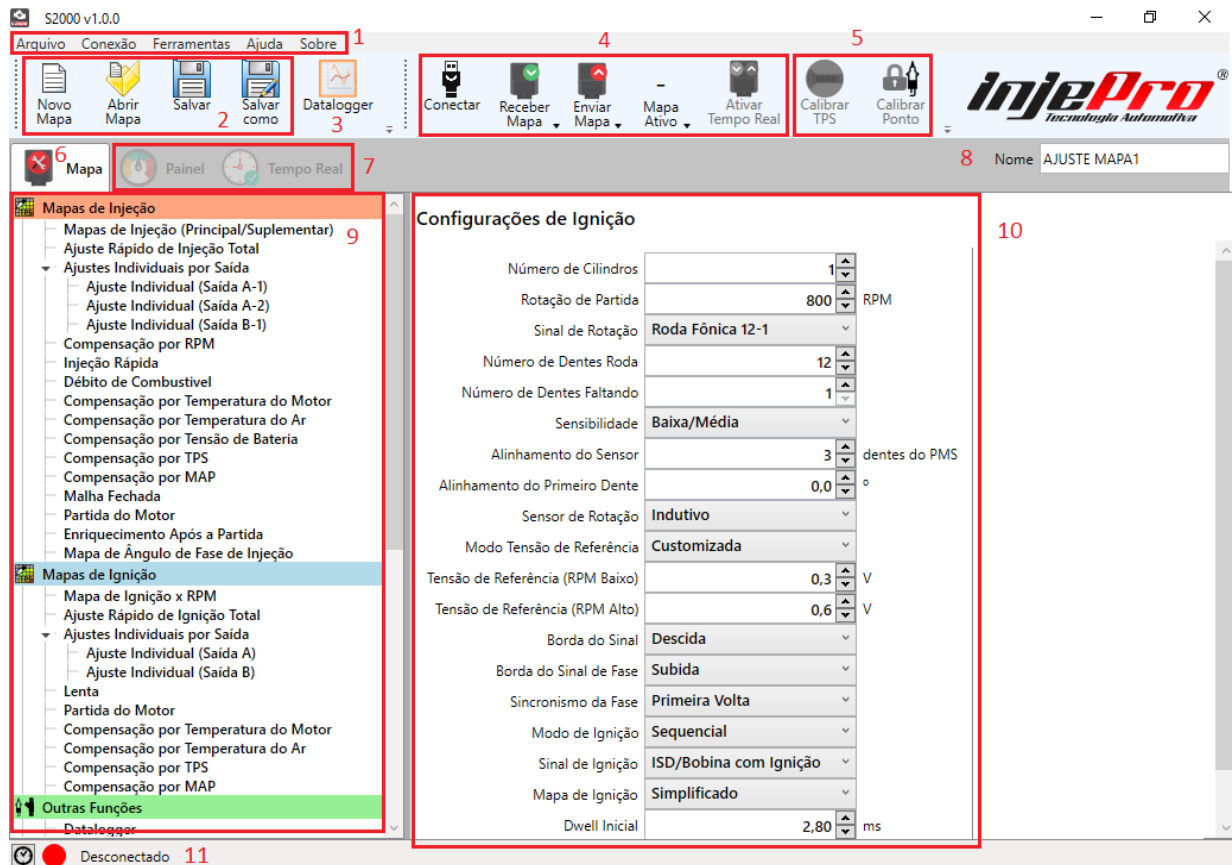 S2000 v1.0.0
Arquivo Conexão Ferramentas Ajuda Sobre 1
4
5
Novo Mapa
Abrir Mapa
Salvar
2
Salvar como
Datalogger
3
Conectar
Receber Mapa
Enviar Mapa
Mapa Ativo
Ativar Tempo Real
Calibrar TPS
Calibrar Ponto
injePro ®
Tecnologia Automotiva
6 Mapa
Painel
Tempo Real
7
8 Nome AJUSTE MAPA1
Mapas de Injeção
Mapas de Injeção (Principal/Suplementar)
9
Ajuste Rápido de Injeção Total
Ajustes Individuais por Saída
Ajuste Individual (Saída A-1)
Ajuste Individual (Saída A-2)
Ajuste Individual (Saída B-1)
Compensação por RPM
Injeção Rápida
Débito de Combustivel
Compensação por Temperatura do Motor
Compensação por Temperatura do Ar
Compensação por Tensão de Bateria
Compensação por TPS
Compensação por MAP
Malha Fechada
Partida do Motor
Enriquecimento Após a Partida
Mapa de Ângulo de Fase de Injeção
Mapas de Ignição
Mapa de Ignição x RPM
Ajuste Rápido de Ignição Total
Ajustes Individuais por Saída
Ajuste Individual (Saída A)
Ajuste Individual (Saída B)
Lenta
Partida do Motor
Compensação por Temperatura do Motor
Compensação por Temperatura do Ar
Compensação por TPS
Compensação por MAP
Outras Funções
Datalogger
Configurações de Ignição
10
Número de Cilindros 1
Rotação de Partida 800 RPM
Sinal de Rotação Roda Fônica 12-1
Número de Dentes Roda 12
Número de Dentes Faltando 1
Sensibilidade Baixa/Média
Alinhamento do Sensor 3 dentes do PMS
Alinhamento do Primeiro Dente 0,0 °
Sensor de Rotação Indutivo
Modo Tensão de Referência Customizada
Tensão de Referência (RPM Baixo) 0,3 V
Tensão de Referência (RPM Alto) 0,6 V
Borda do Sinal Descida
Borda do Sinal de Fase Subida
Sincronismo da Fase Primeira Volta
Modo de Ignição Sequencial
Sinal de Ignição ISD/Bobina com Ignição
Mapa de Ignição Simplificado
Dwell Inicial 2,80 ms
Desconectado 11